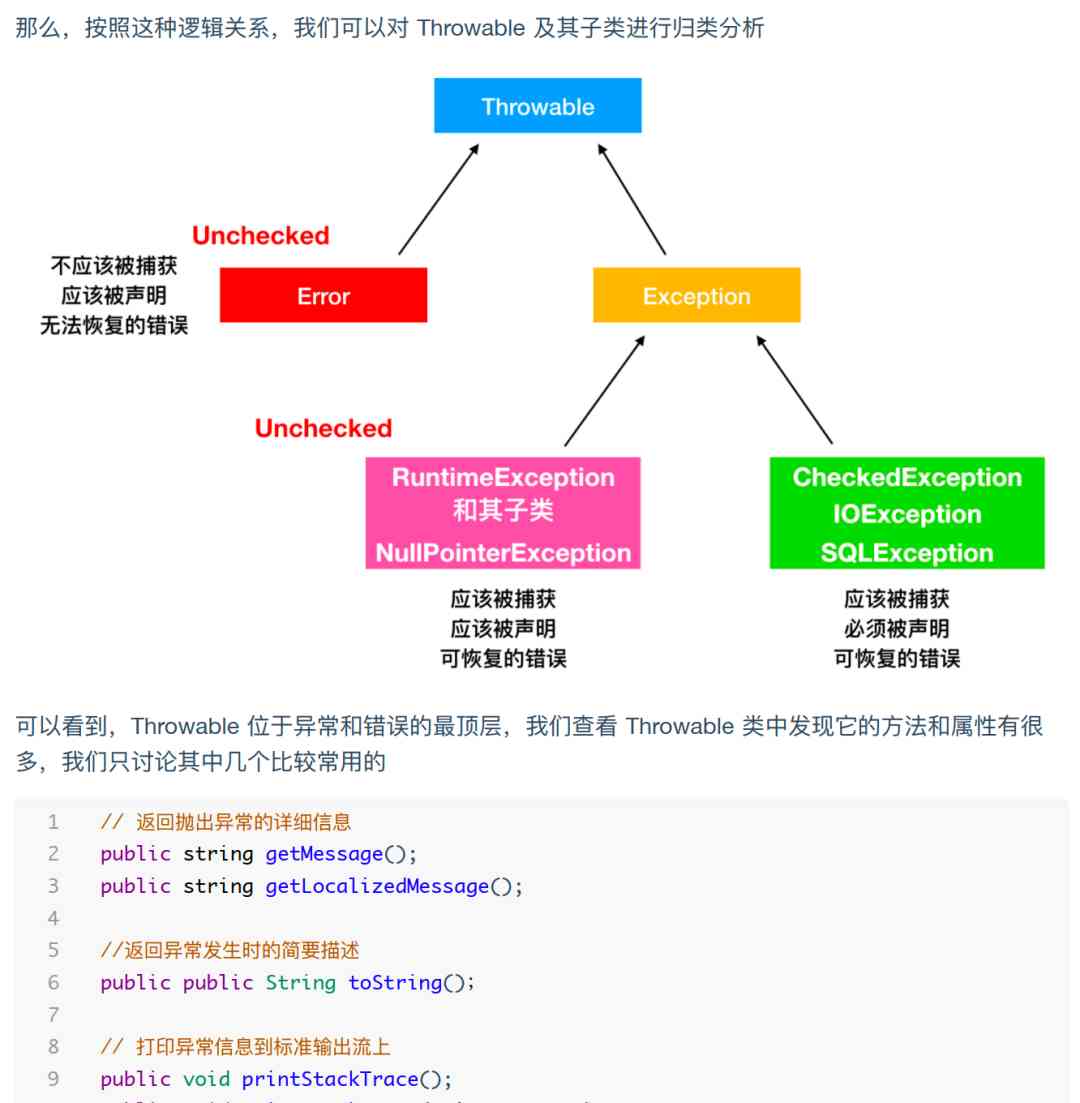 那么，按照这种逻辑关系，我们可以对 Throwable 及其子类进行归类分析
Throwable
Unchecked
不应该被捕获
应该被声明
无法恢复的错误
Error
Exception
Unchecked
RuntimeException
和其子类
NullPointerException
CheckedException
IOException
SQLException
应该被捕获
应该被声明
可恢复的错误
应该被捕获
必须被声明
可恢复的错误
可以看到，Throwable 位于异常和错误的最顶层，我们查看 Throwable 类中发现它的方法和属性有很
多，我们只讨论其中几个比较常用的
1 // 返回抛出异常的详细信息
2 public string getMessage();
3 public string getLocalizedMessage();
4
5 //返回异常发生时的简要描述
6 public public String toString();
7
8 // 打印异常信息到标准输出流上
9 public void printStackTrace();